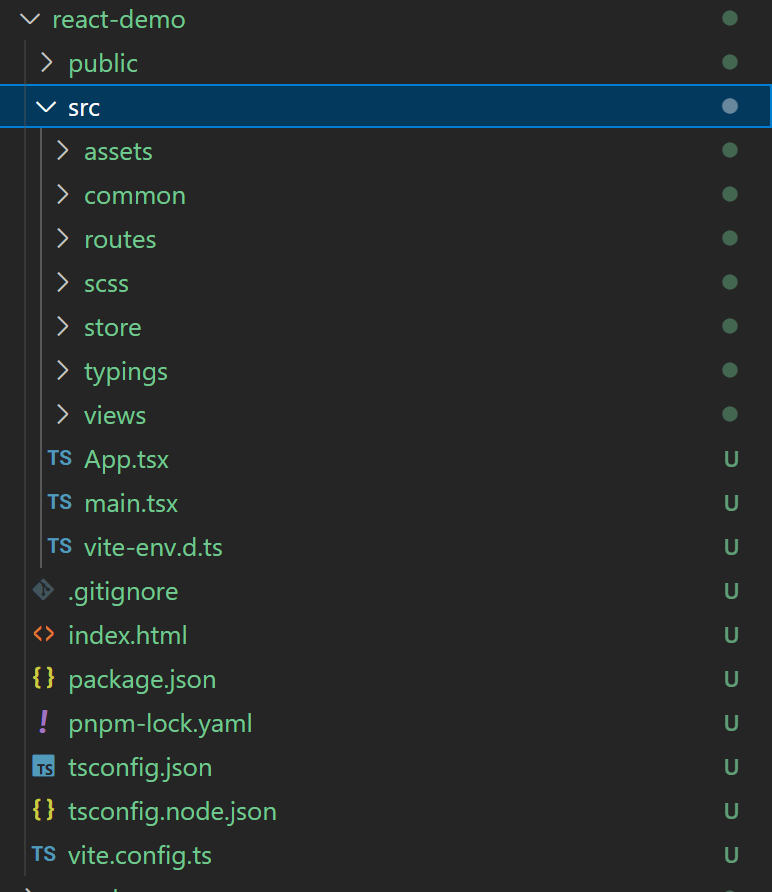 react-demo
public
src
assets
common
routes
scss
store
typings
views
TS App.tsx U
TS main.tsx U
TS vite-env.d.ts U
.gitignore U
<> index.html U
{} package.json U
! pnpm-lock.yaml U
TS tsconfig.json U
{} tsconfig.node.json U
TS vite.config.ts U